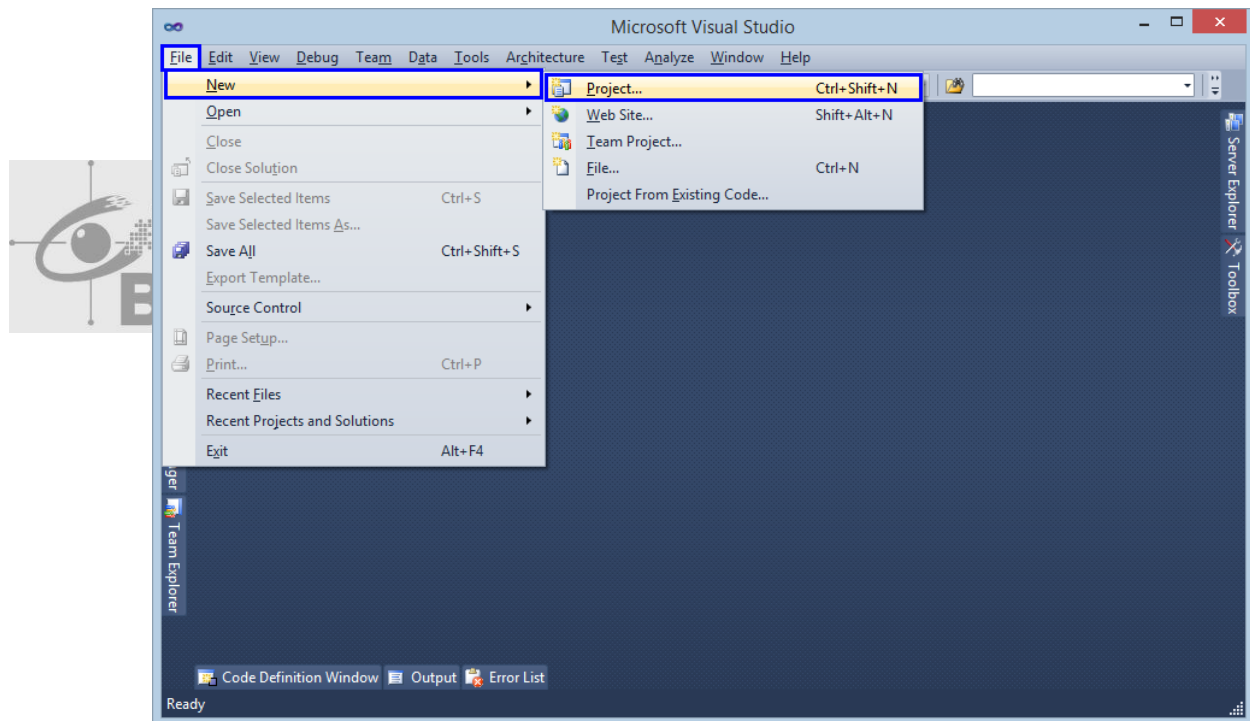 Microsoft Visual Studio
File Edit View Debug Team Data Tools Architecture Test Analyze Window Help
New
Open
Close
Close Solution
Save Selected Items Ctrl+S
Save Selected Items As...
Save All Ctrl+Shift+S
Export Template...
Source Control
Page Setup...
Print... Ctrl+P
Recent Files
Recent Projects and Solutions
Exit Alt+F4
Project... Ctrl+Shift+N
Web Site... Shift+Alt+N
Team Project...
File... Ctrl+N
Project From Existing Code...
Server Explorer
Toolbox
B
ger
Team Explorer
Code Definition Window Output Error List
Ready